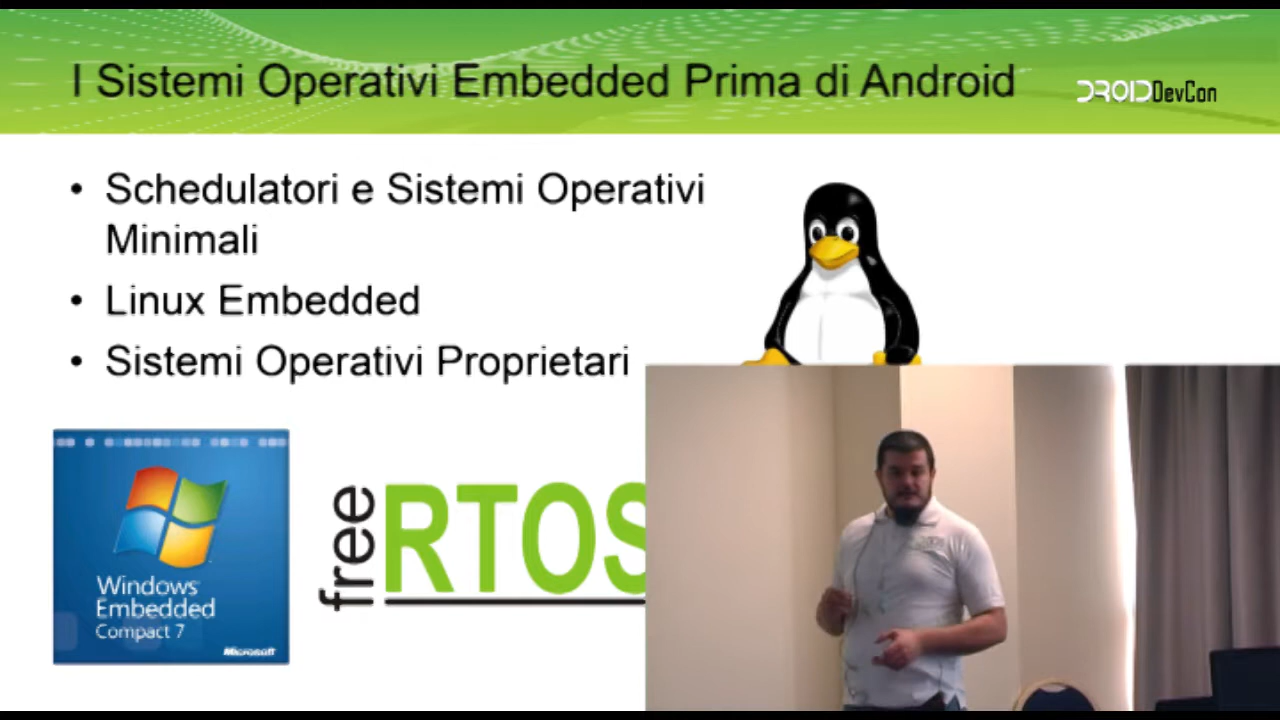 I Sistemi Operativi Embedded Prima di Android
DROIDDevCon
• Schedulatori e Sistemi Operativi
Minimali
• Linux Embedded
• Sistemi Operativi Proprietari
Windows
Embedded
Compact 7
Microsoft
free
RTOS